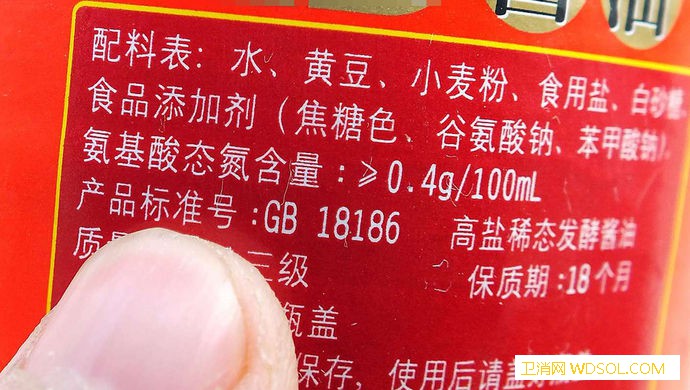 酱油
配料表: 水、黄豆、小麦粉、食用盐、白砂糖、
食品添加剂 (焦糖色、谷氨酸钠、苯甲酸钠)。
氨基酸态氮含量:≥0.4g/100mL
产品标准号:GB 18186 高盐稀态发酵酱油
质 三级 保质期:18个月
瓶盖
保存, 使用后请盖
卫消网 WDSOL.COM